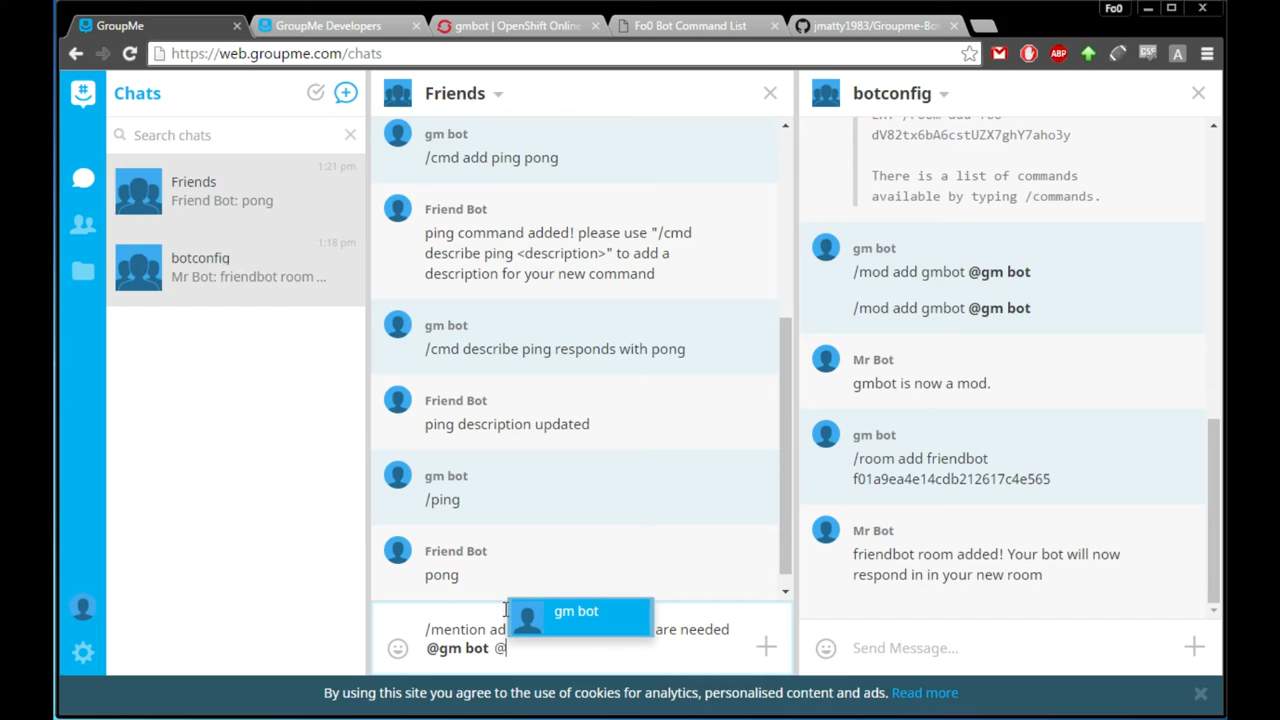 Fo0
GroupMe
GroupMe Developers
gmbot | OpenShift Online
Fo0 Bot Command List
jmatty1983/Groupme-Bo
https://web.groupme.com/chats
Chats
Search chats
1:21 pm
Friends
Friend Bot: pong
1:18 pm
botconfig
Mr Bot: friendbot room ...
Friends
gm bot
/cmd add ping pong
Friend Bot
ping command added! please use "/cmd
describe ping <description>" to add a
description for your new command
gm bot
/cmd describe ping responds with pong
Friend Bot
ping description updated
gm bot
/ping
Friend Bot
pong
gm bot
/mention ad are needed
@gm bot @
botconfig
dV82tx6bA6cstUZX7ghY7aho3y
There is a list of commands
available by typing /commands.
gm bot
/mod add gmbot @gm bot
/mod add gmbot @gm bot
Mr Bot
gmbot is now a mod.
gm bot
/room add friendbot
f01a9ea4e14cdb212617c4e565
Mr Bot
friendbot room added! Your bot will now
respond in in your new room
Send Message...
By using this site you agree to the use of cookies for analytics, personalised content and ads. Read more